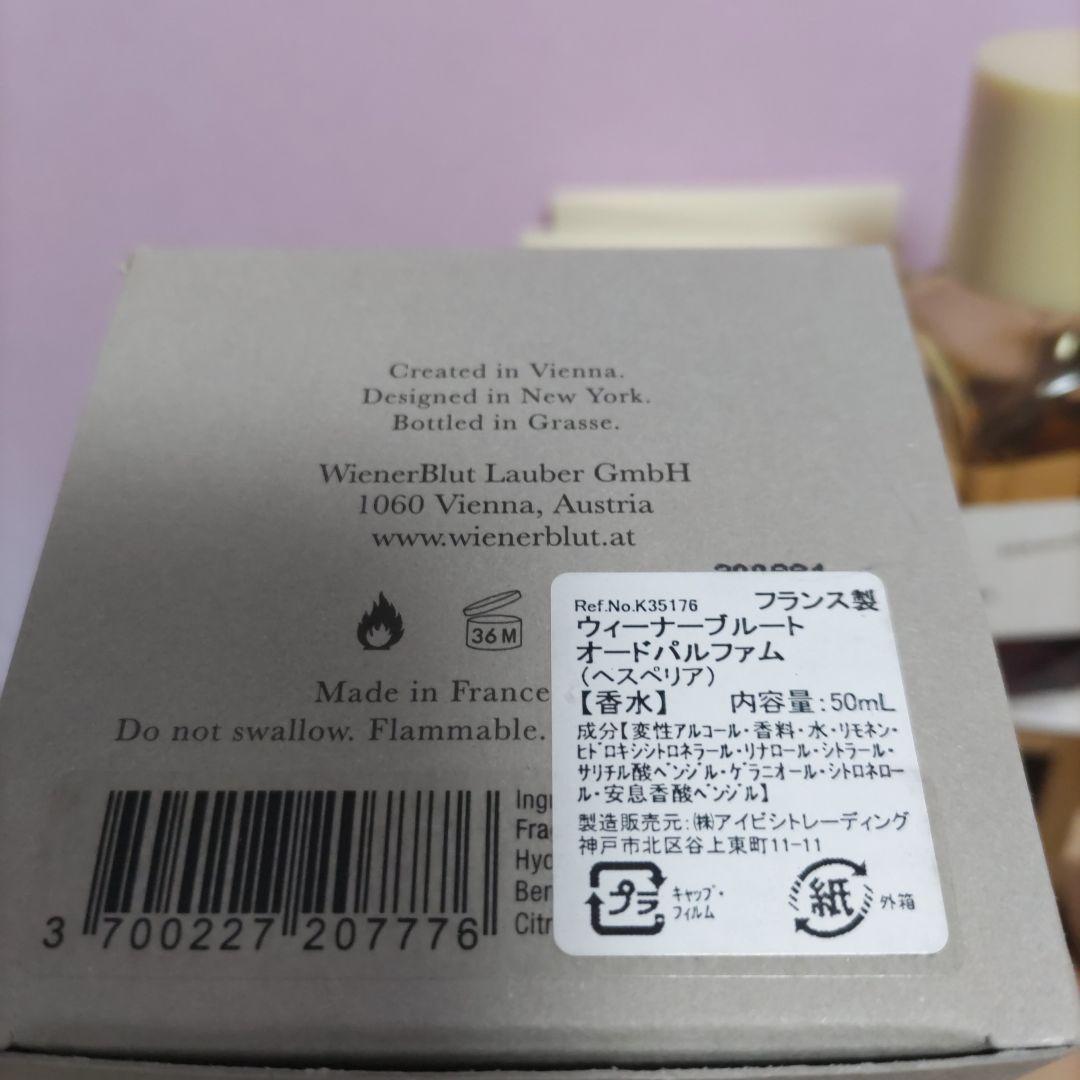 Created in Vienna.
Designed in New York.
Bottled in Grasse.
WienerBlut Lauber GmbH
1060 Vienna, Austria
www.wienerblut.at
36 M
Made in France
Do not swallow. Flammable.
3 700227 207776
Ref.No.K35176 フランス製
ウィーナーブルート
オードパルファム
(ヘスペリア)
【香水】 内容量:50mL
成分【変性アルコール・香料・水・リモネン・
ヒドロキシシトロネラール・リナロール・シトラール・
サリチル酸ベンジル・ゲラニオール・シトロネロー
ル・安息香酸ベンジル】
製造販売元:㈱アイビシトレーディング
神戸市北区谷上東町11-11
プラ キャップ・
フィルム
紙 外箱